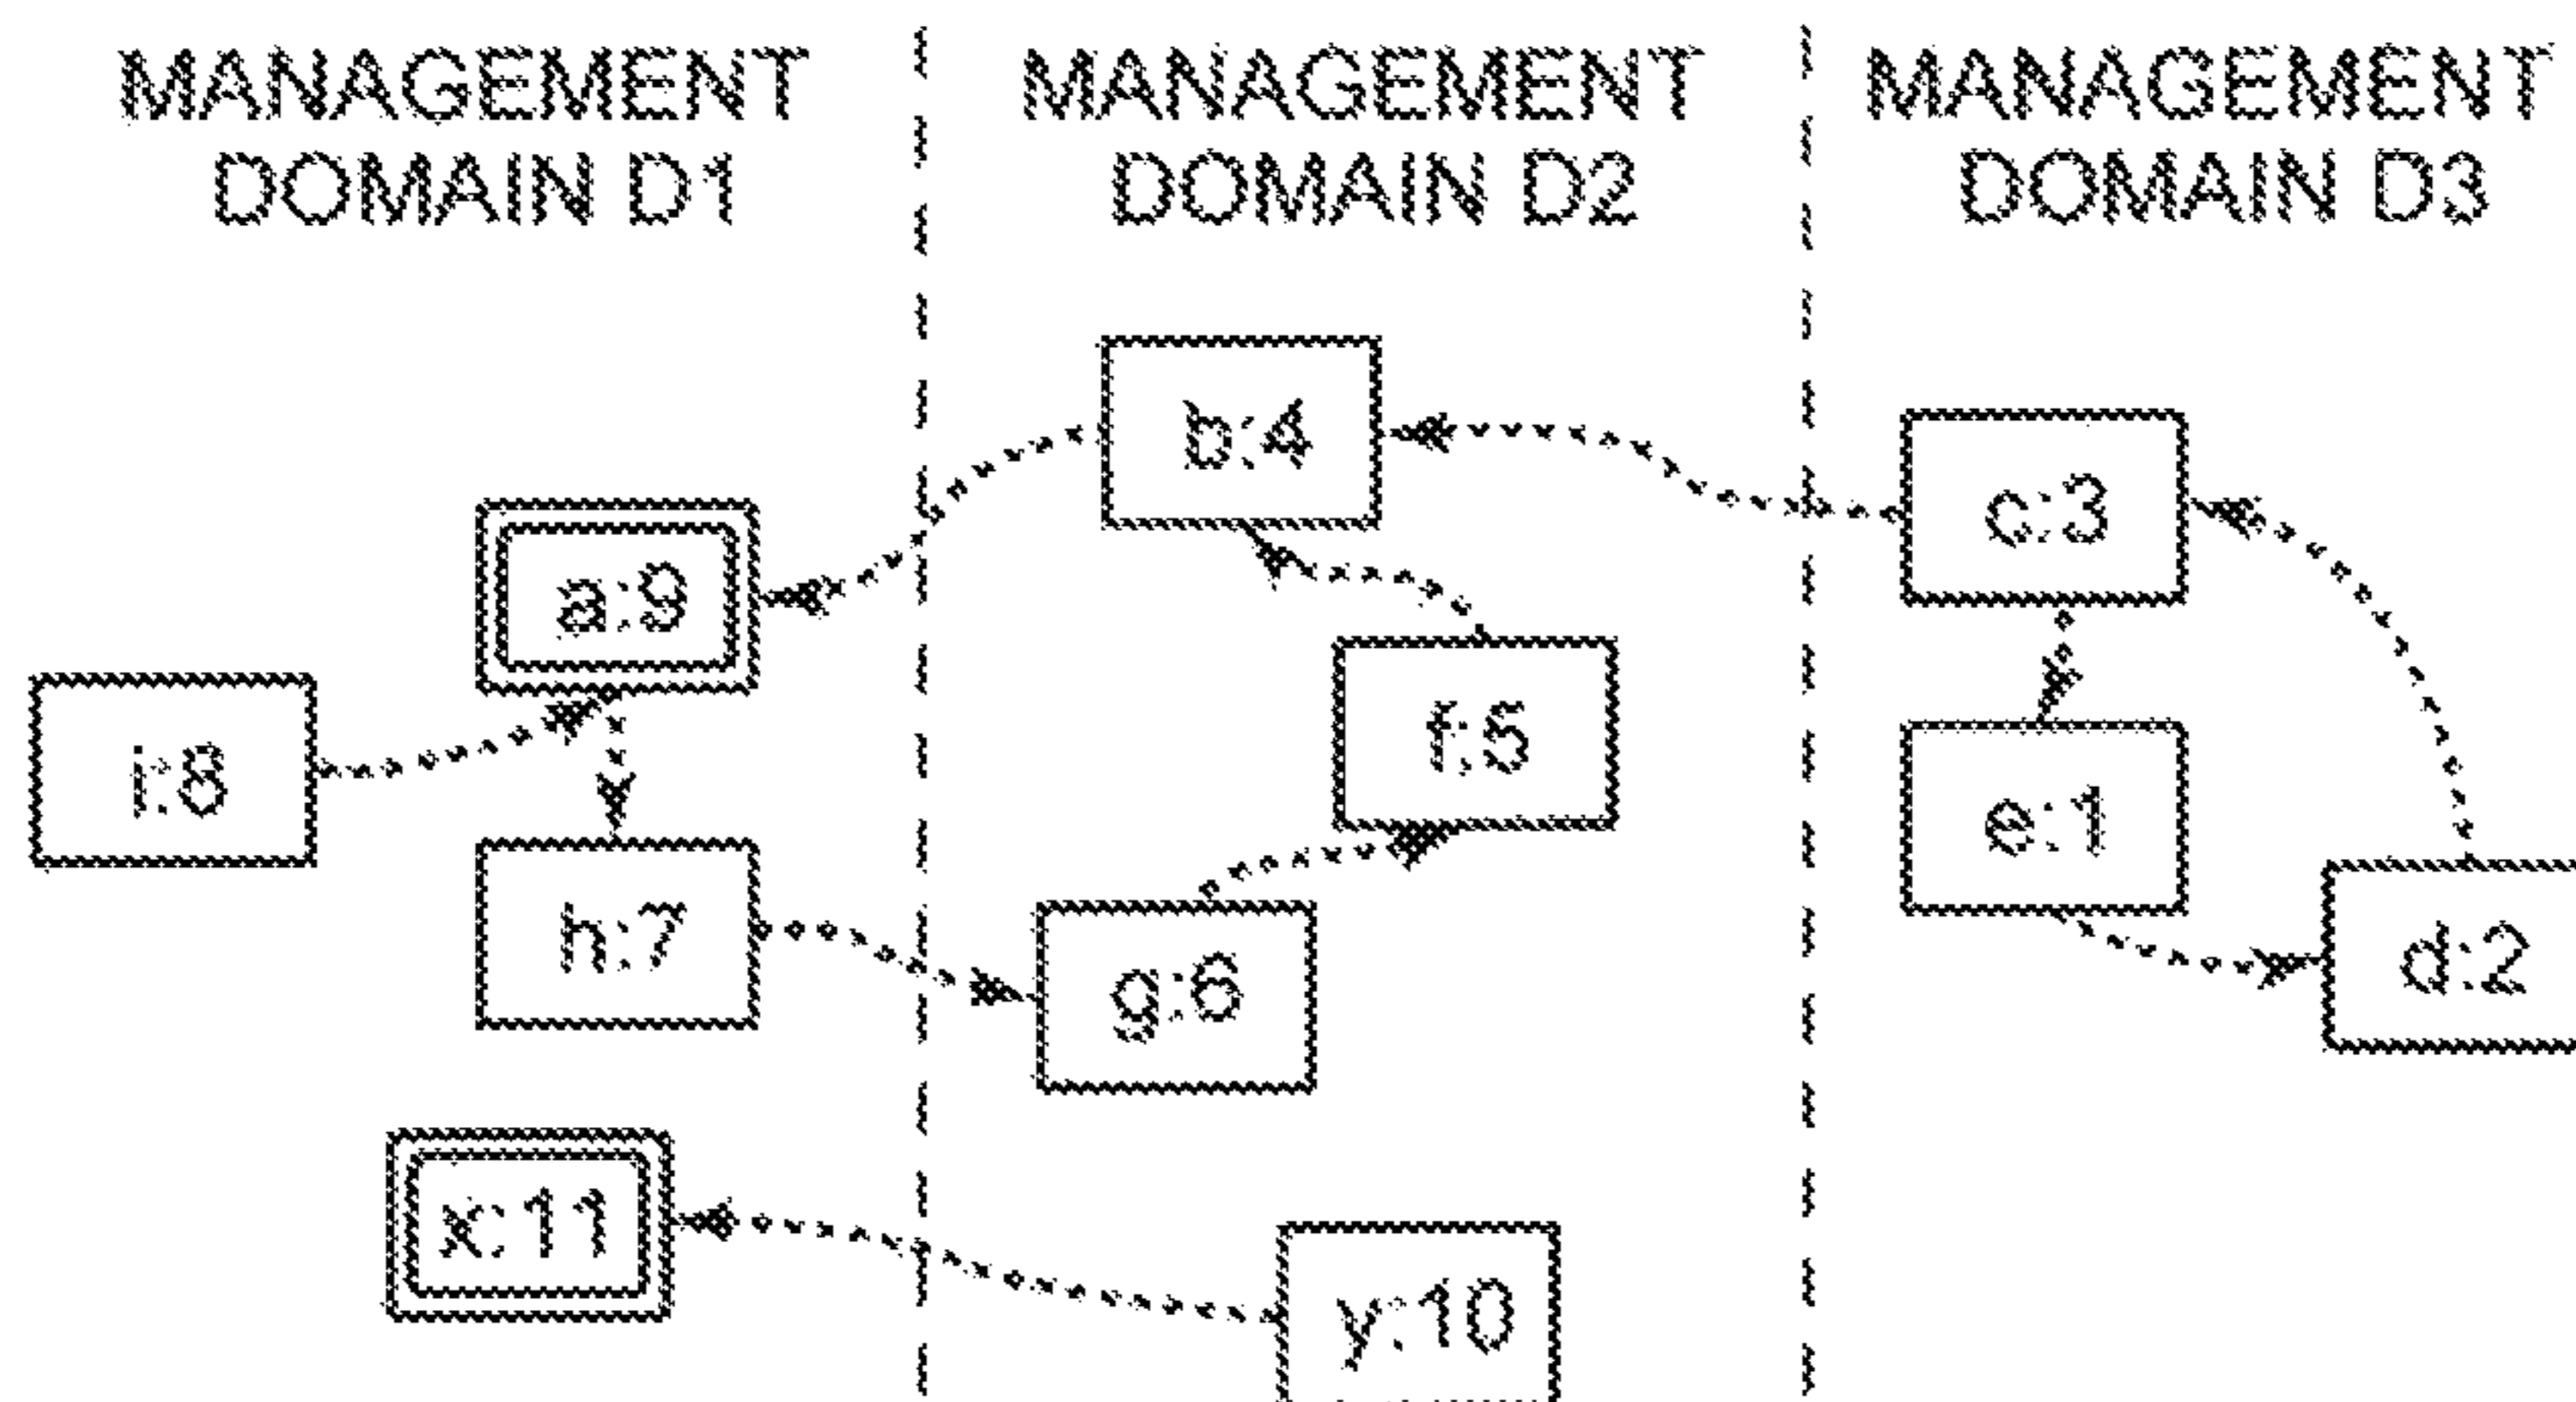 MANAGEMENT
DOMAIN D1
MANAGEMENT
DOMAIN D2
MANAGEMENT
DOMAIN D3
b:4
c:3
a:9
f:5
i:8
e:1
h:7
g:6
d:2
x:11
y:10